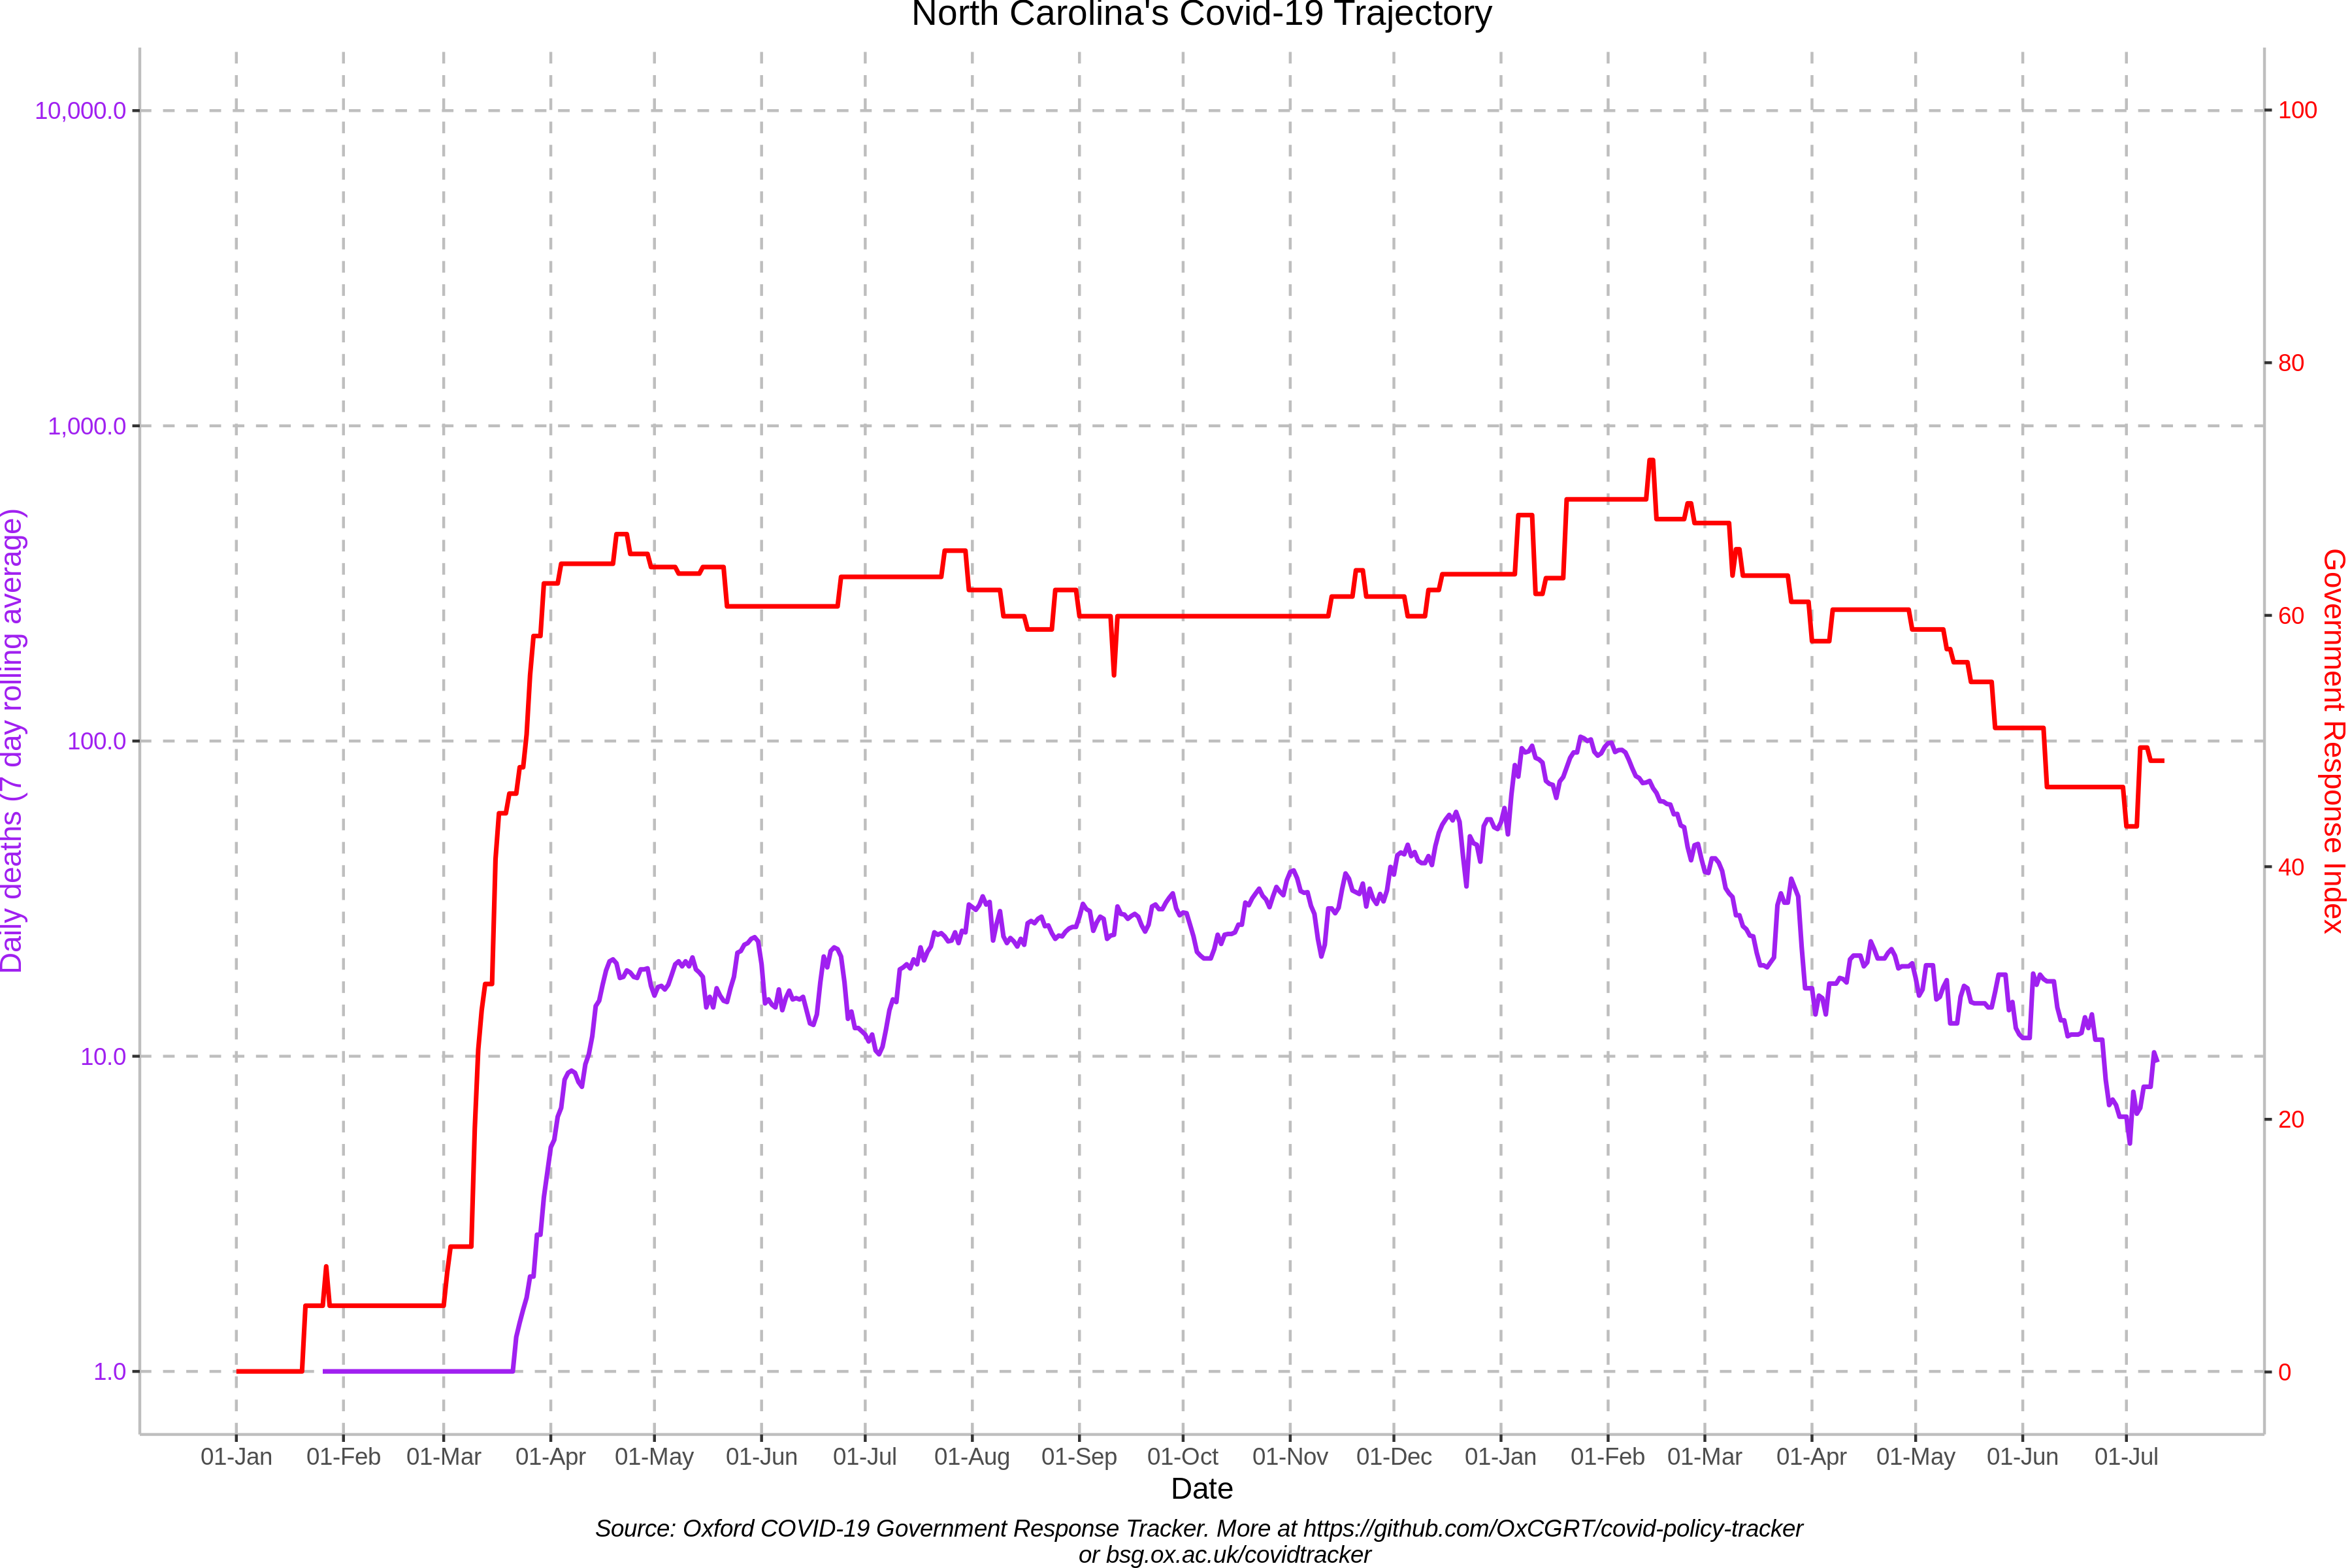 North Carolina's Covid-19 Trajectory
10,000.0
1,000.0
100.0
10.0
1.0
Daily deaths (7 day rolling average)
100
80
60
40
20
0
Government Response Index
01-Jan 01-Feb 01-Mar 01-Apr 01-May 01-Jun 01-Jul 01-Aug 01-Sep 01-Oct 01-Nov 01-Dec 01-Jan 01-Feb 01-Mar 01-Apr 01-May 01-Jun 01-Jul
Date
Source: Oxford COVID-19 Government Response Tracker. More at https://github.com/OxCGRT/covid-policy-tracker
or bsg.ox.ac.uk/covidtracker